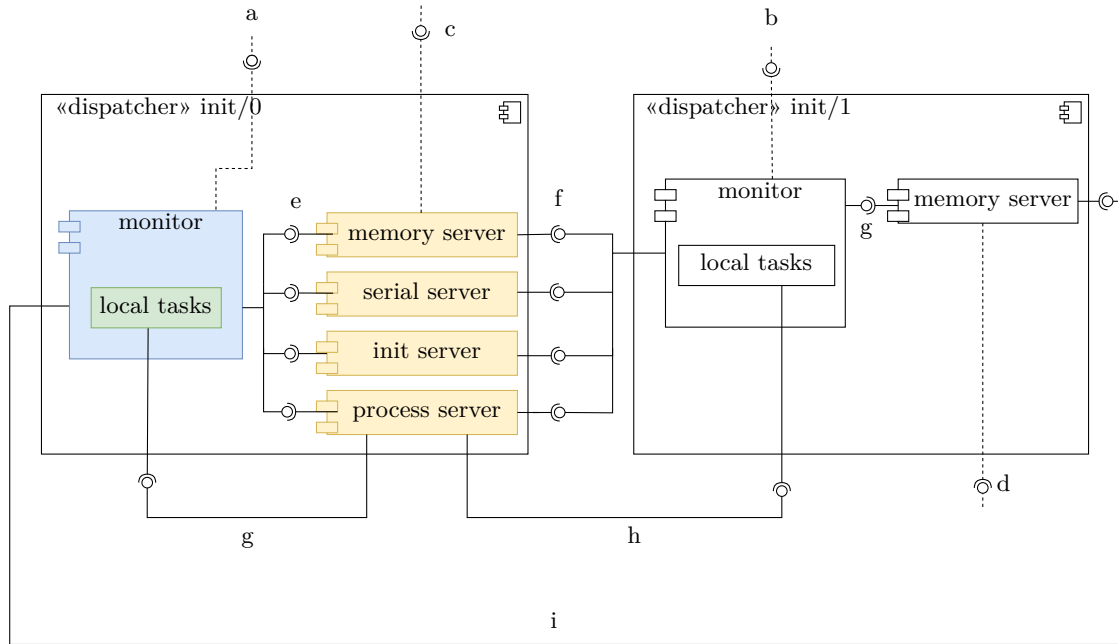 a
c
b
«dispatcher» init/0
«dispatcher» init/1
monitor
e
memory server
f
monitor
g
memory server
local tasks
serial server
local tasks
init server
process server
d
g
h
i